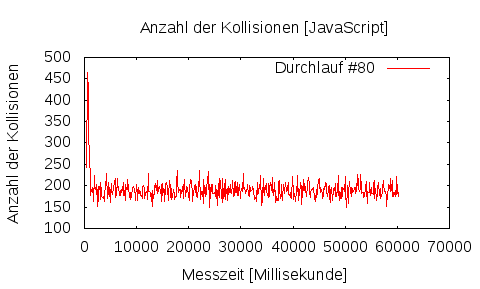 Anzahl der Kollisionen [JavaScript]
Durchlauf #80
Anzahl der Kollisionen
500
450
400
350
300
250
200
150
100
0 10000 20000 30000 40000 50000 60000 70000
Messzeit [Millisekunde]